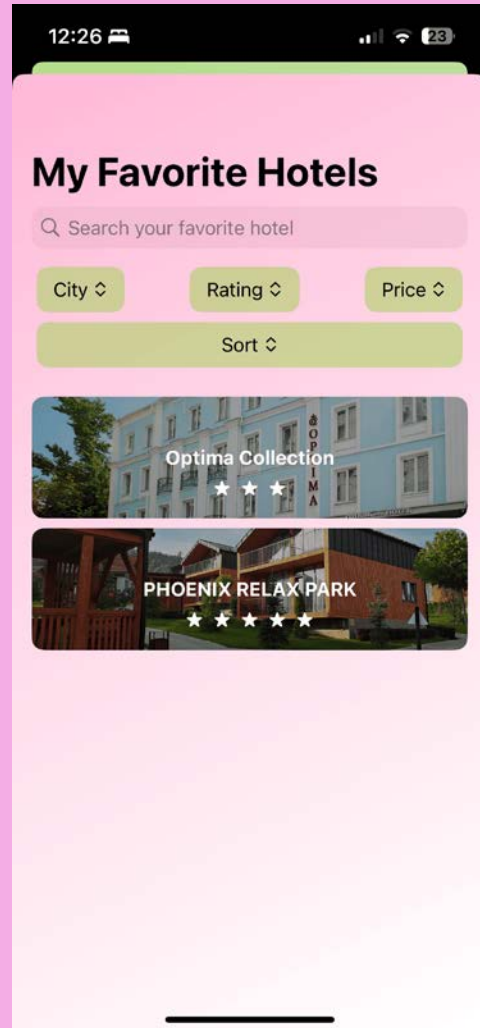 12:26
23
My Favorite Hotels
Search your favorite hotel
City
Rating
Price
Sort
OPTIMA
Optima Collection
PHOENIX RELAX PARK